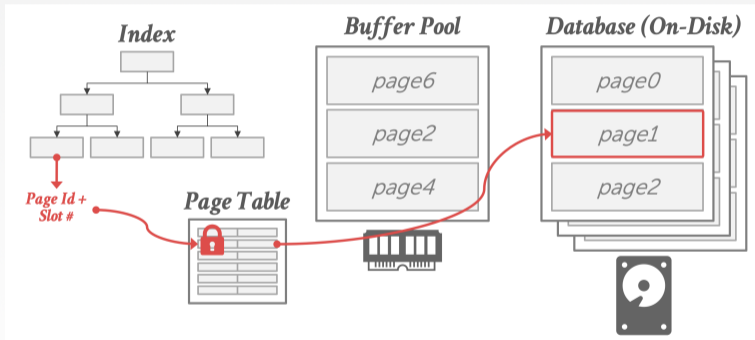 Index
Buffer Pool
Database (On-Disk)
page6
page2
page4
page0
page1
page2
Page Id +
Slot #
Page Table